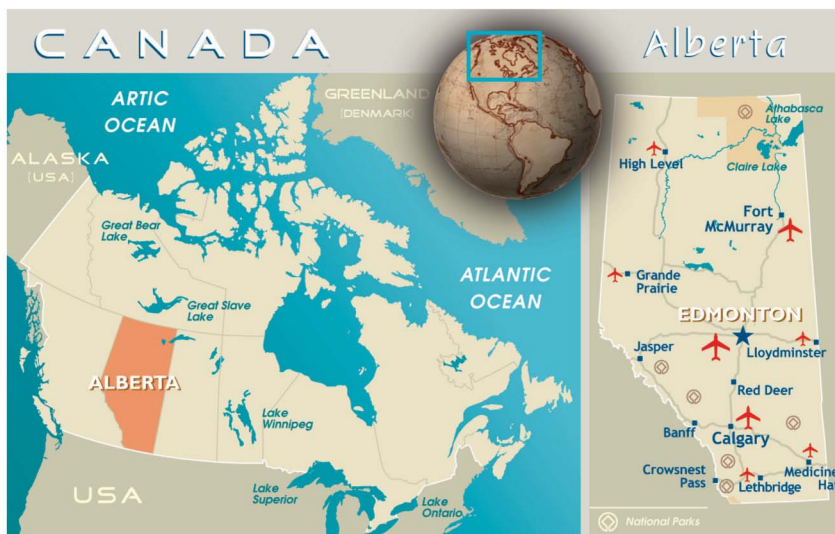 CANADA
Alberta
ARTIC
OCEAN
GREENLAND
[DENMARK]
ALASKA
[USA]
Great Bear
Lake
Great Slave
Lake
ATLANTIC
OCEAN
ALBERTA
Lake
Winnipeg
USA
Lake
Superior
Lake
Ontario
Athabasca
Lake
Claire Lake
High Level
Fort
McMurray
Grande
Prairie
EDMONTON
Lloydminster
Jasper
Red Deer
Banff
Calgary
Crowsnest
Pass
Lethbridge
Medicine
Ha
National Parks